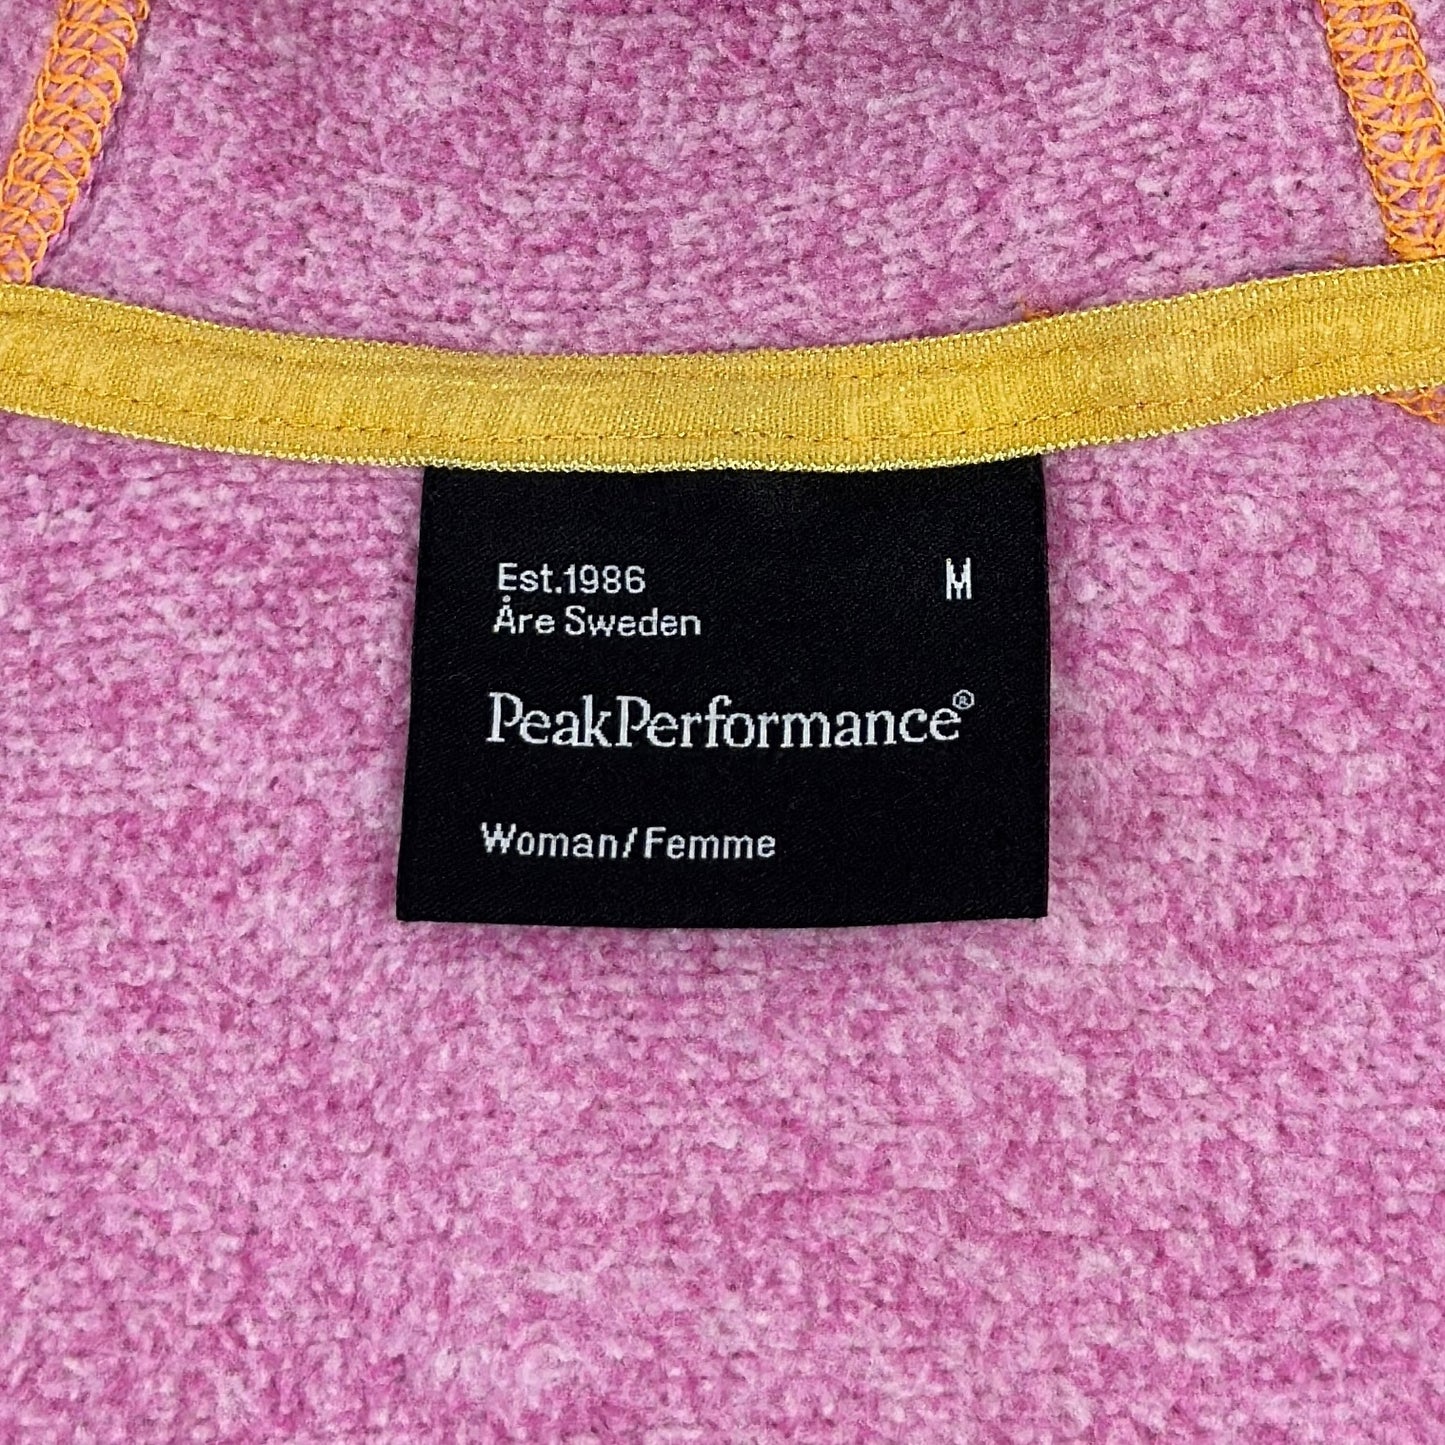 Est.1986 M
Åre Sweden
PeakPerformance®
Woman/Femme